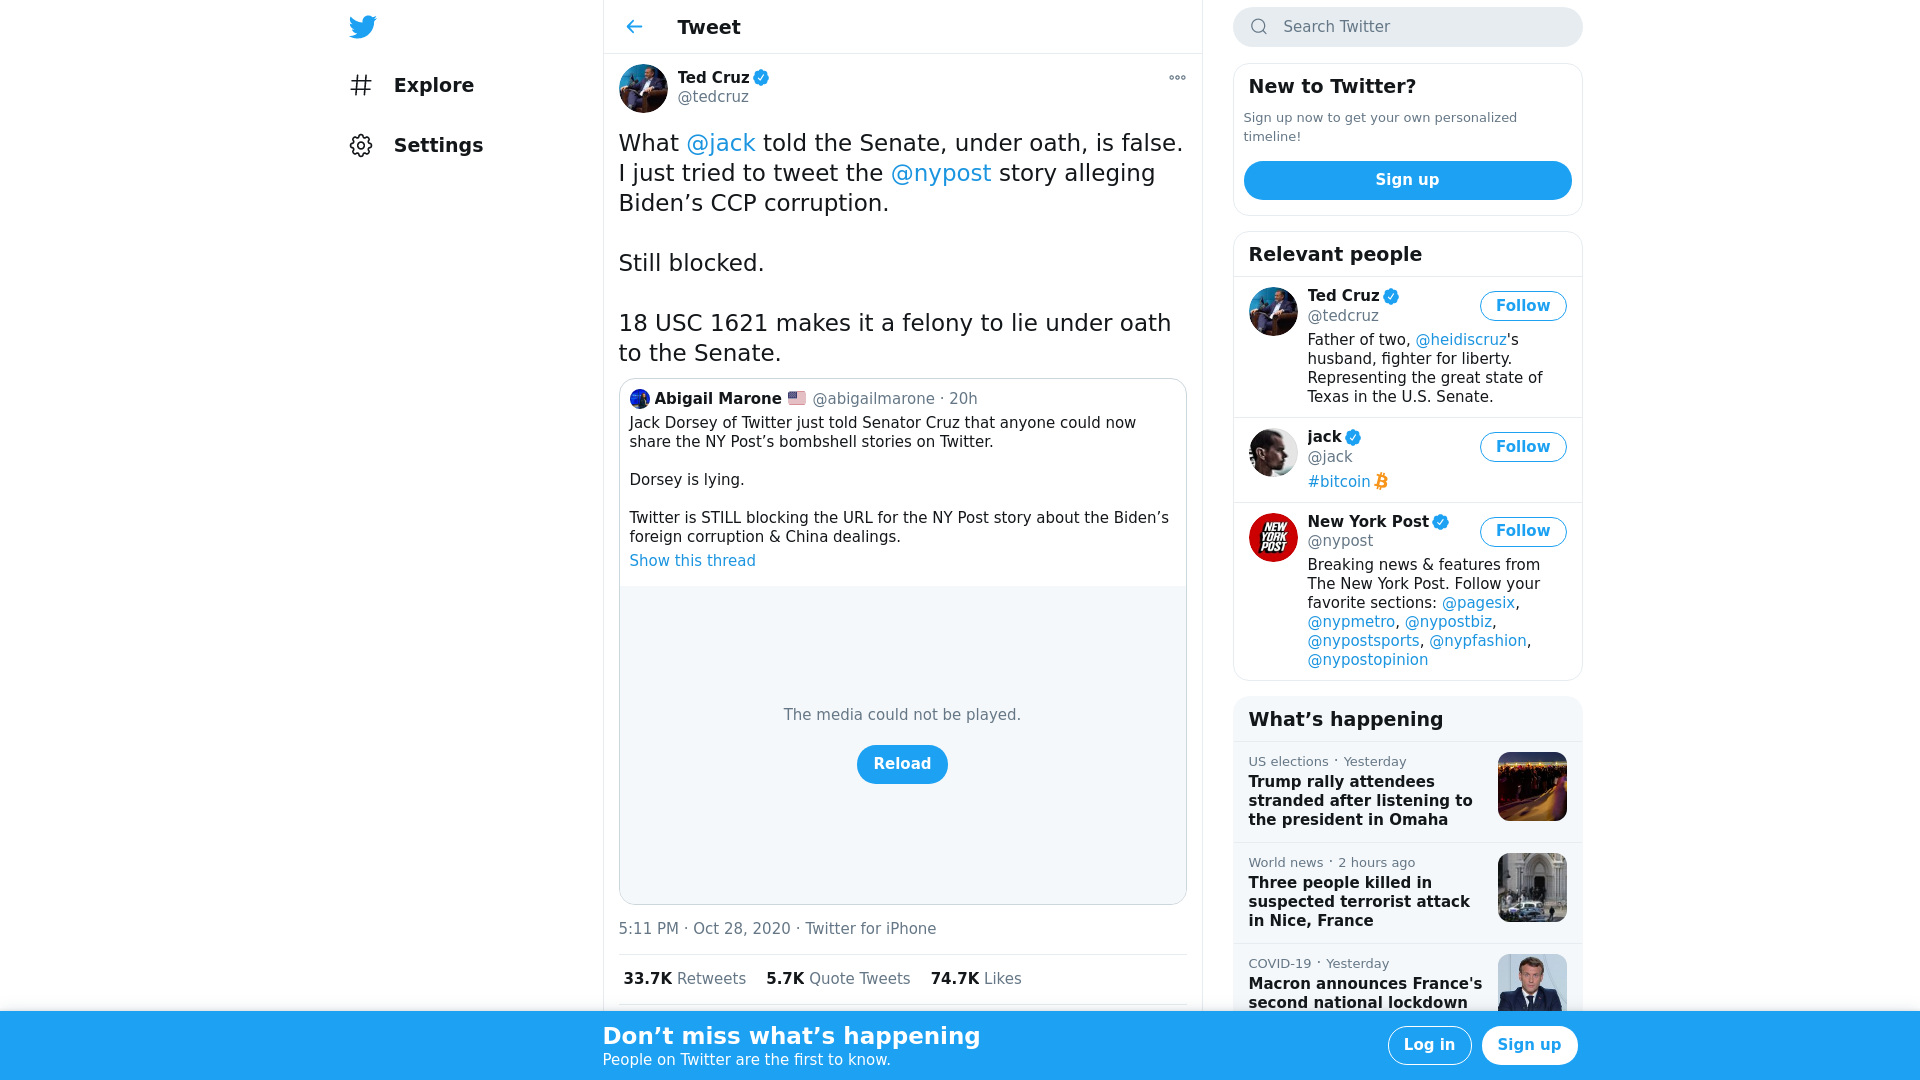 Explore
Settings
Tweet
Ted Cruz
@tedcruz
What @jack told the Senate, under oath, is false.
I just tried to tweet the @nypost story alleging
Biden’s CCP corruption.
Still blocked.
18 USC 1621 makes it a felony to lie under oath
to the Senate.
Abigail Marone @abigailmarone · 20h
Jack Dorsey of Twitter just told Senator Cruz that anyone could now
share the NY Post’s bombshell stories on Twitter.
Dorsey is lying.
Twitter is STILL blocking the URL for the NY Post story about the Biden’s
foreign corruption & China dealings.
Show this thread
The media could not be played.
Reload
5:11 PM · Oct 28, 2020 · Twitter for iPhone
33.7K Retweets 5.7K Quote Tweets 74.7K Likes
Search Twitter
New to Twitter?
Sign up now to get your own personalized
timeline!
Sign up
Relevant people
Ted Cruz
@tedcruz
Follow
Father of two, @heidiscruz's
husband, fighter for liberty.
Representing the great state of
Texas in the U.S. Senate.
jack
@jack
Follow
#bitcoin
New York Post
@nypost
Follow
NEW
YORK
POST
Breaking news & features from
The New York Post. Follow your
favorite sections: @pagesix,
@nypmetro, @nypostbiz,
@nypostsports, @nypfashion,
@nypostopinion
What’s happening
US elections · Yesterday
Trump rally attendees
stranded after listening to
the president in Omaha
World news · 2 hours ago
Three people killed in
suspected terrorist attack
in Nice, France
COVID-19 · Yesterday
Macron announces France's
second national lockdown
Don’t miss what’s happening
People on Twitter are the first to know.
Log in
Sign up